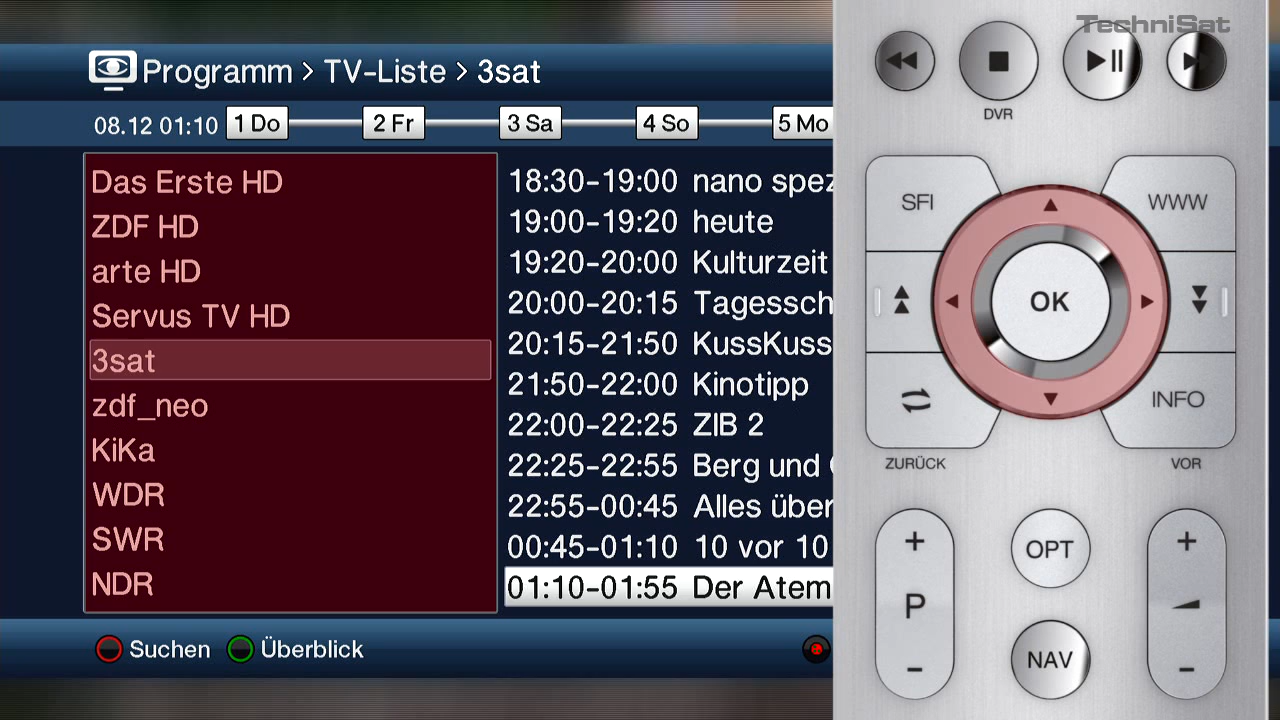 TechniSat
Programm > TV-Liste > 3sat
08.12 01:10 1 Do 2 Fr 3 Sa 4 So 5 Mo
Das Erste HD
ZDF HD
arte HD
Servus TV HD
3sat
zdf_neo
KiKa
WDR
SWR
NDR
18:30-19:00 nano spez
19:00-19:20 heute
19:20-20:00 Kulturzeit
20:00-20:15 Tagessch
20:15-21:50 KussKuss
21:50-22:00 Kinotipp
22:00-22:25 ZIB 2
22:25-22:55 Berg und
22:55-00:45 Alles über
00:45-01:10 10 vor 10
01:10-01:55 Der Atem
Suchen Überblick
DVR
SFI WWW
OK
INFO
ZURÜCK VOR
+ OPT +
P
- NAV -